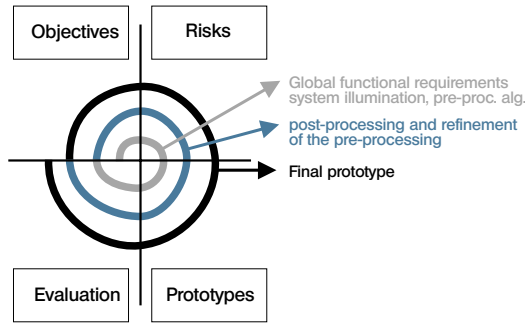 Objectives
Risks
Global functional requirements
system illumination, pre-proc. alg.
post-processing and refinement
of the pre-processing
Final prototype
Evaluation
Prototypes